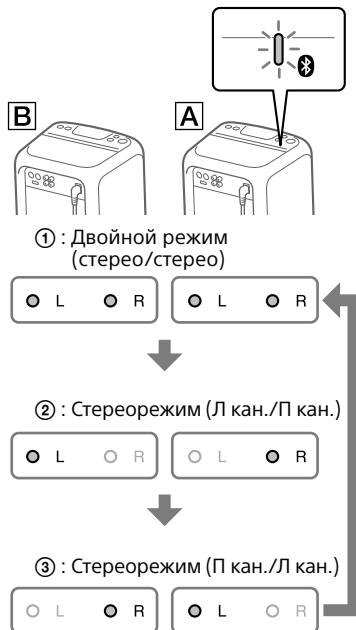 B A
① : Двойной режим
(стерео/стерео)
L R L R
② : Стереорежим (Л кан./П кан.)
L R L R
③ : Стереорежим (П кан./Л кан.)
L R L R